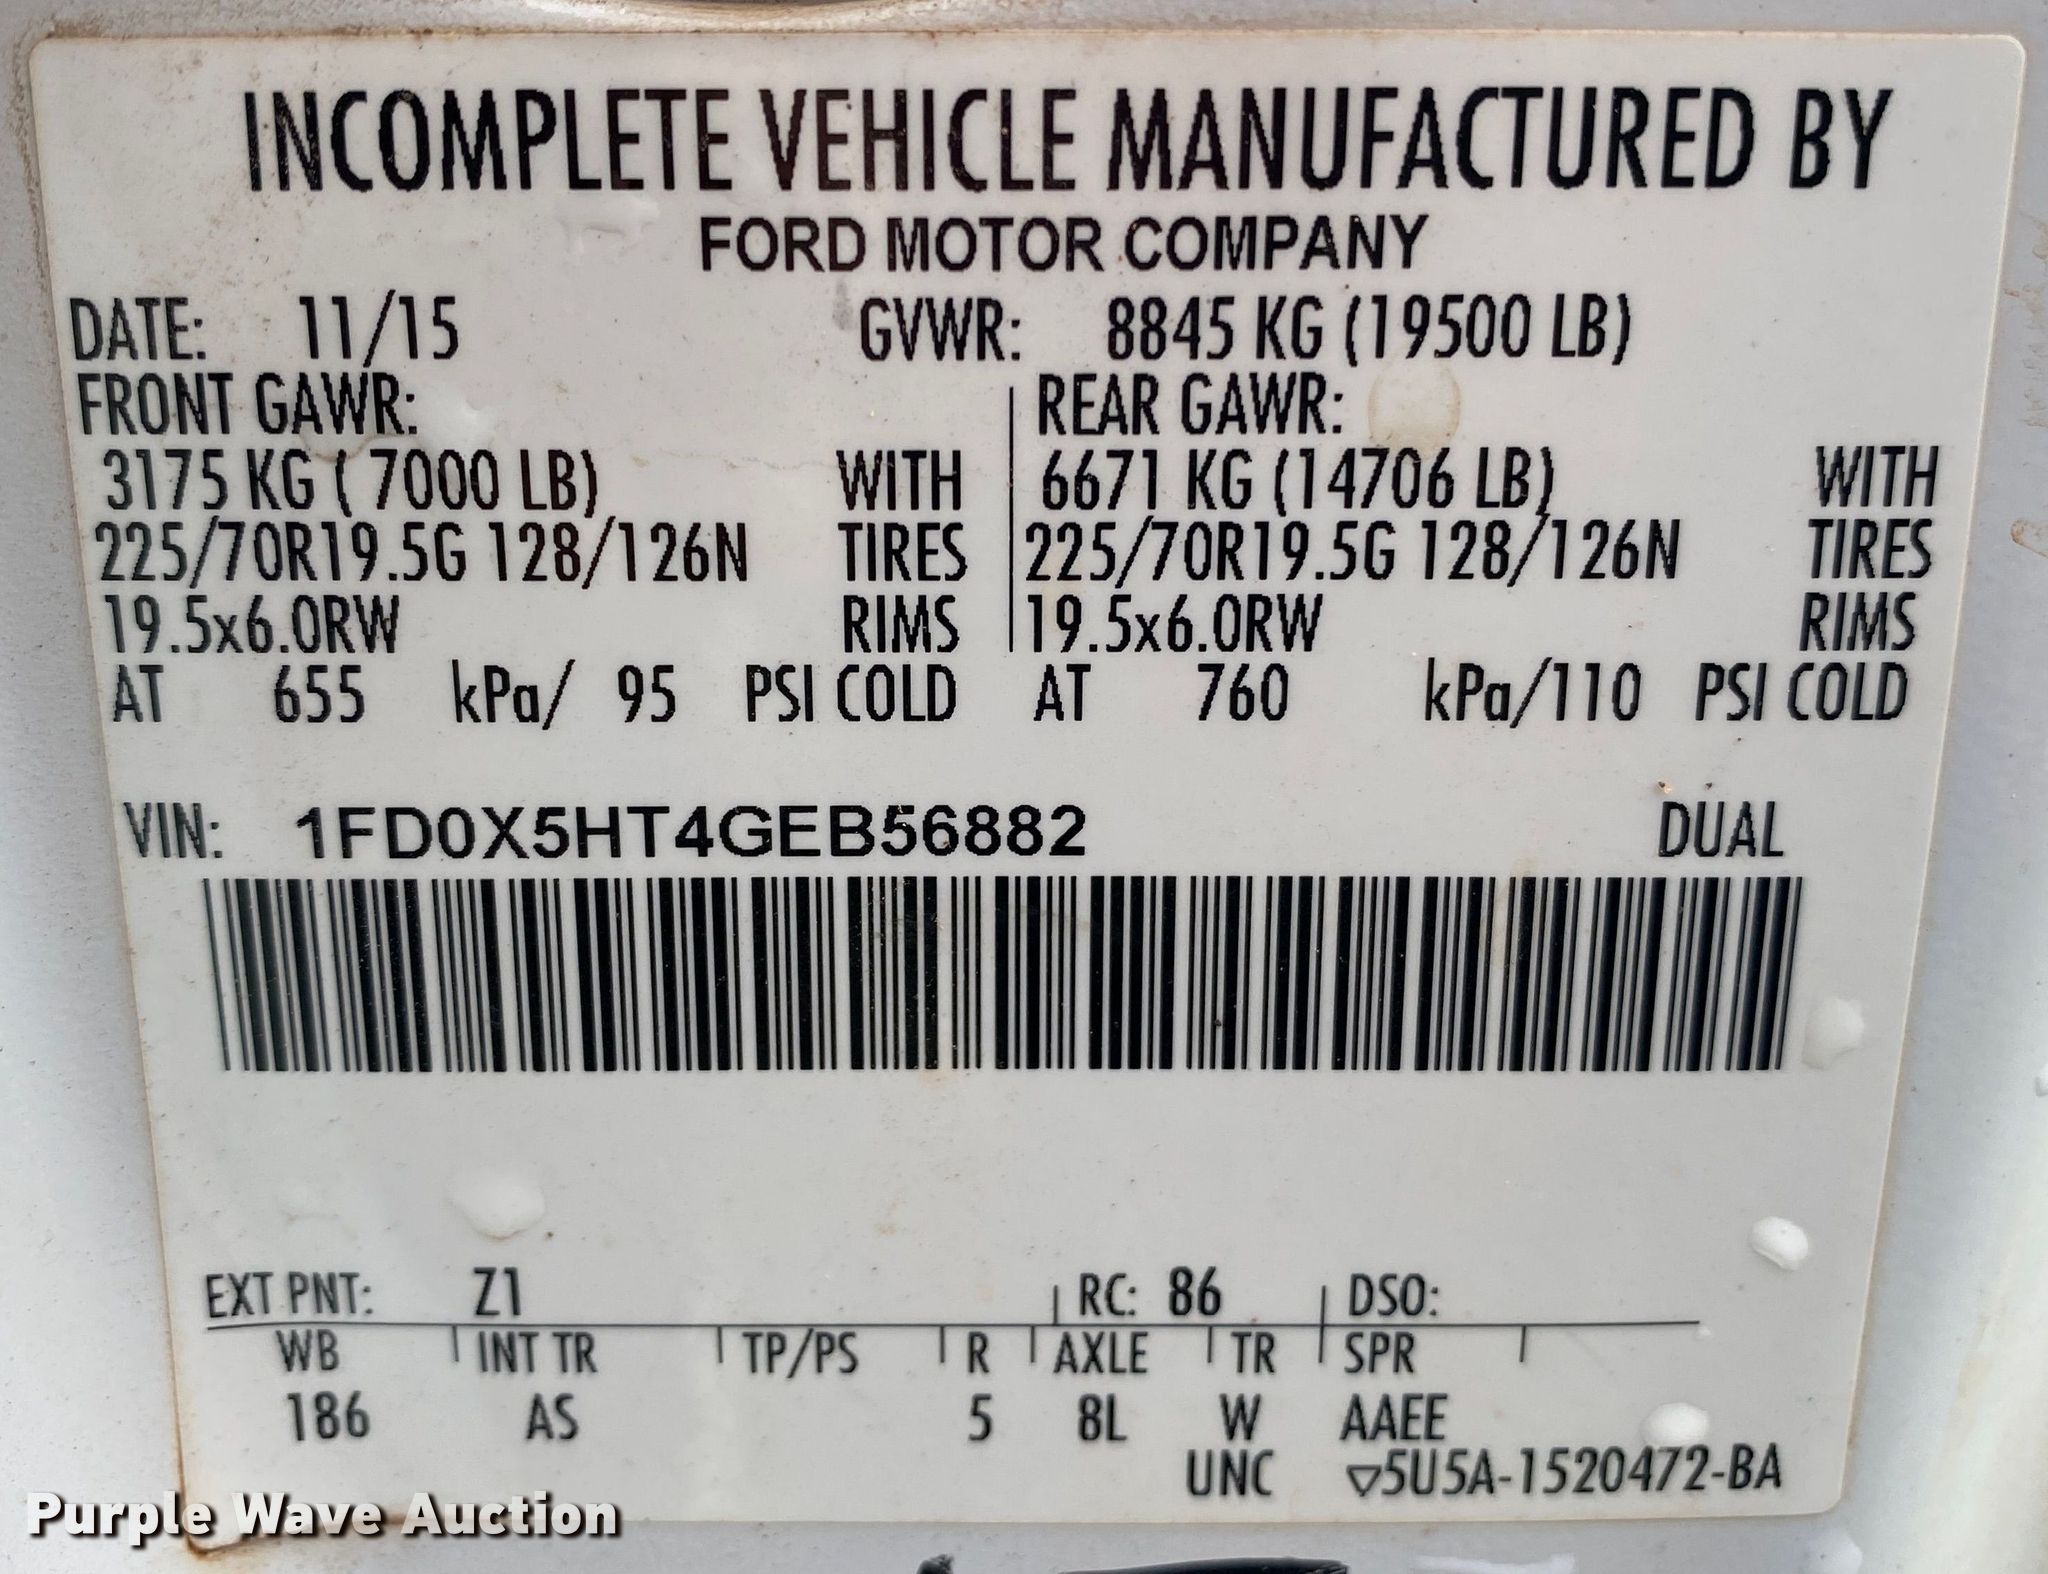 INCOMPLETE VEHICLE MANUFACTURED BY
FORD MOTOR COMPANY
DATE: 11/15 GVWR: 8845 KG (19500 LB)
FRONT GAWR: REAR GAWR:
3175 KG ( 7000 LB) WITH 6671 KG (14706 LB) WITH
225/70R19.5G 128/126N TIRES 225/70R19.5G 128/126N TIRES
19.5x6.0RW RIMS 19.5x6.0RW RIMS
AT 655 kPa/ 95 PSI COLD AT 760 kPa/110 PSI COLD
VIN: 1FD0X5HT4GEB56882 DUAL
EXT PNT: Z1 RC: 86 DSO:
WB INT TR TP/PS R AXLE TR SPR
186 AS 5 8L W AAEE
UNC ▽5U5A-1520472-BA
Purple Wave Auction